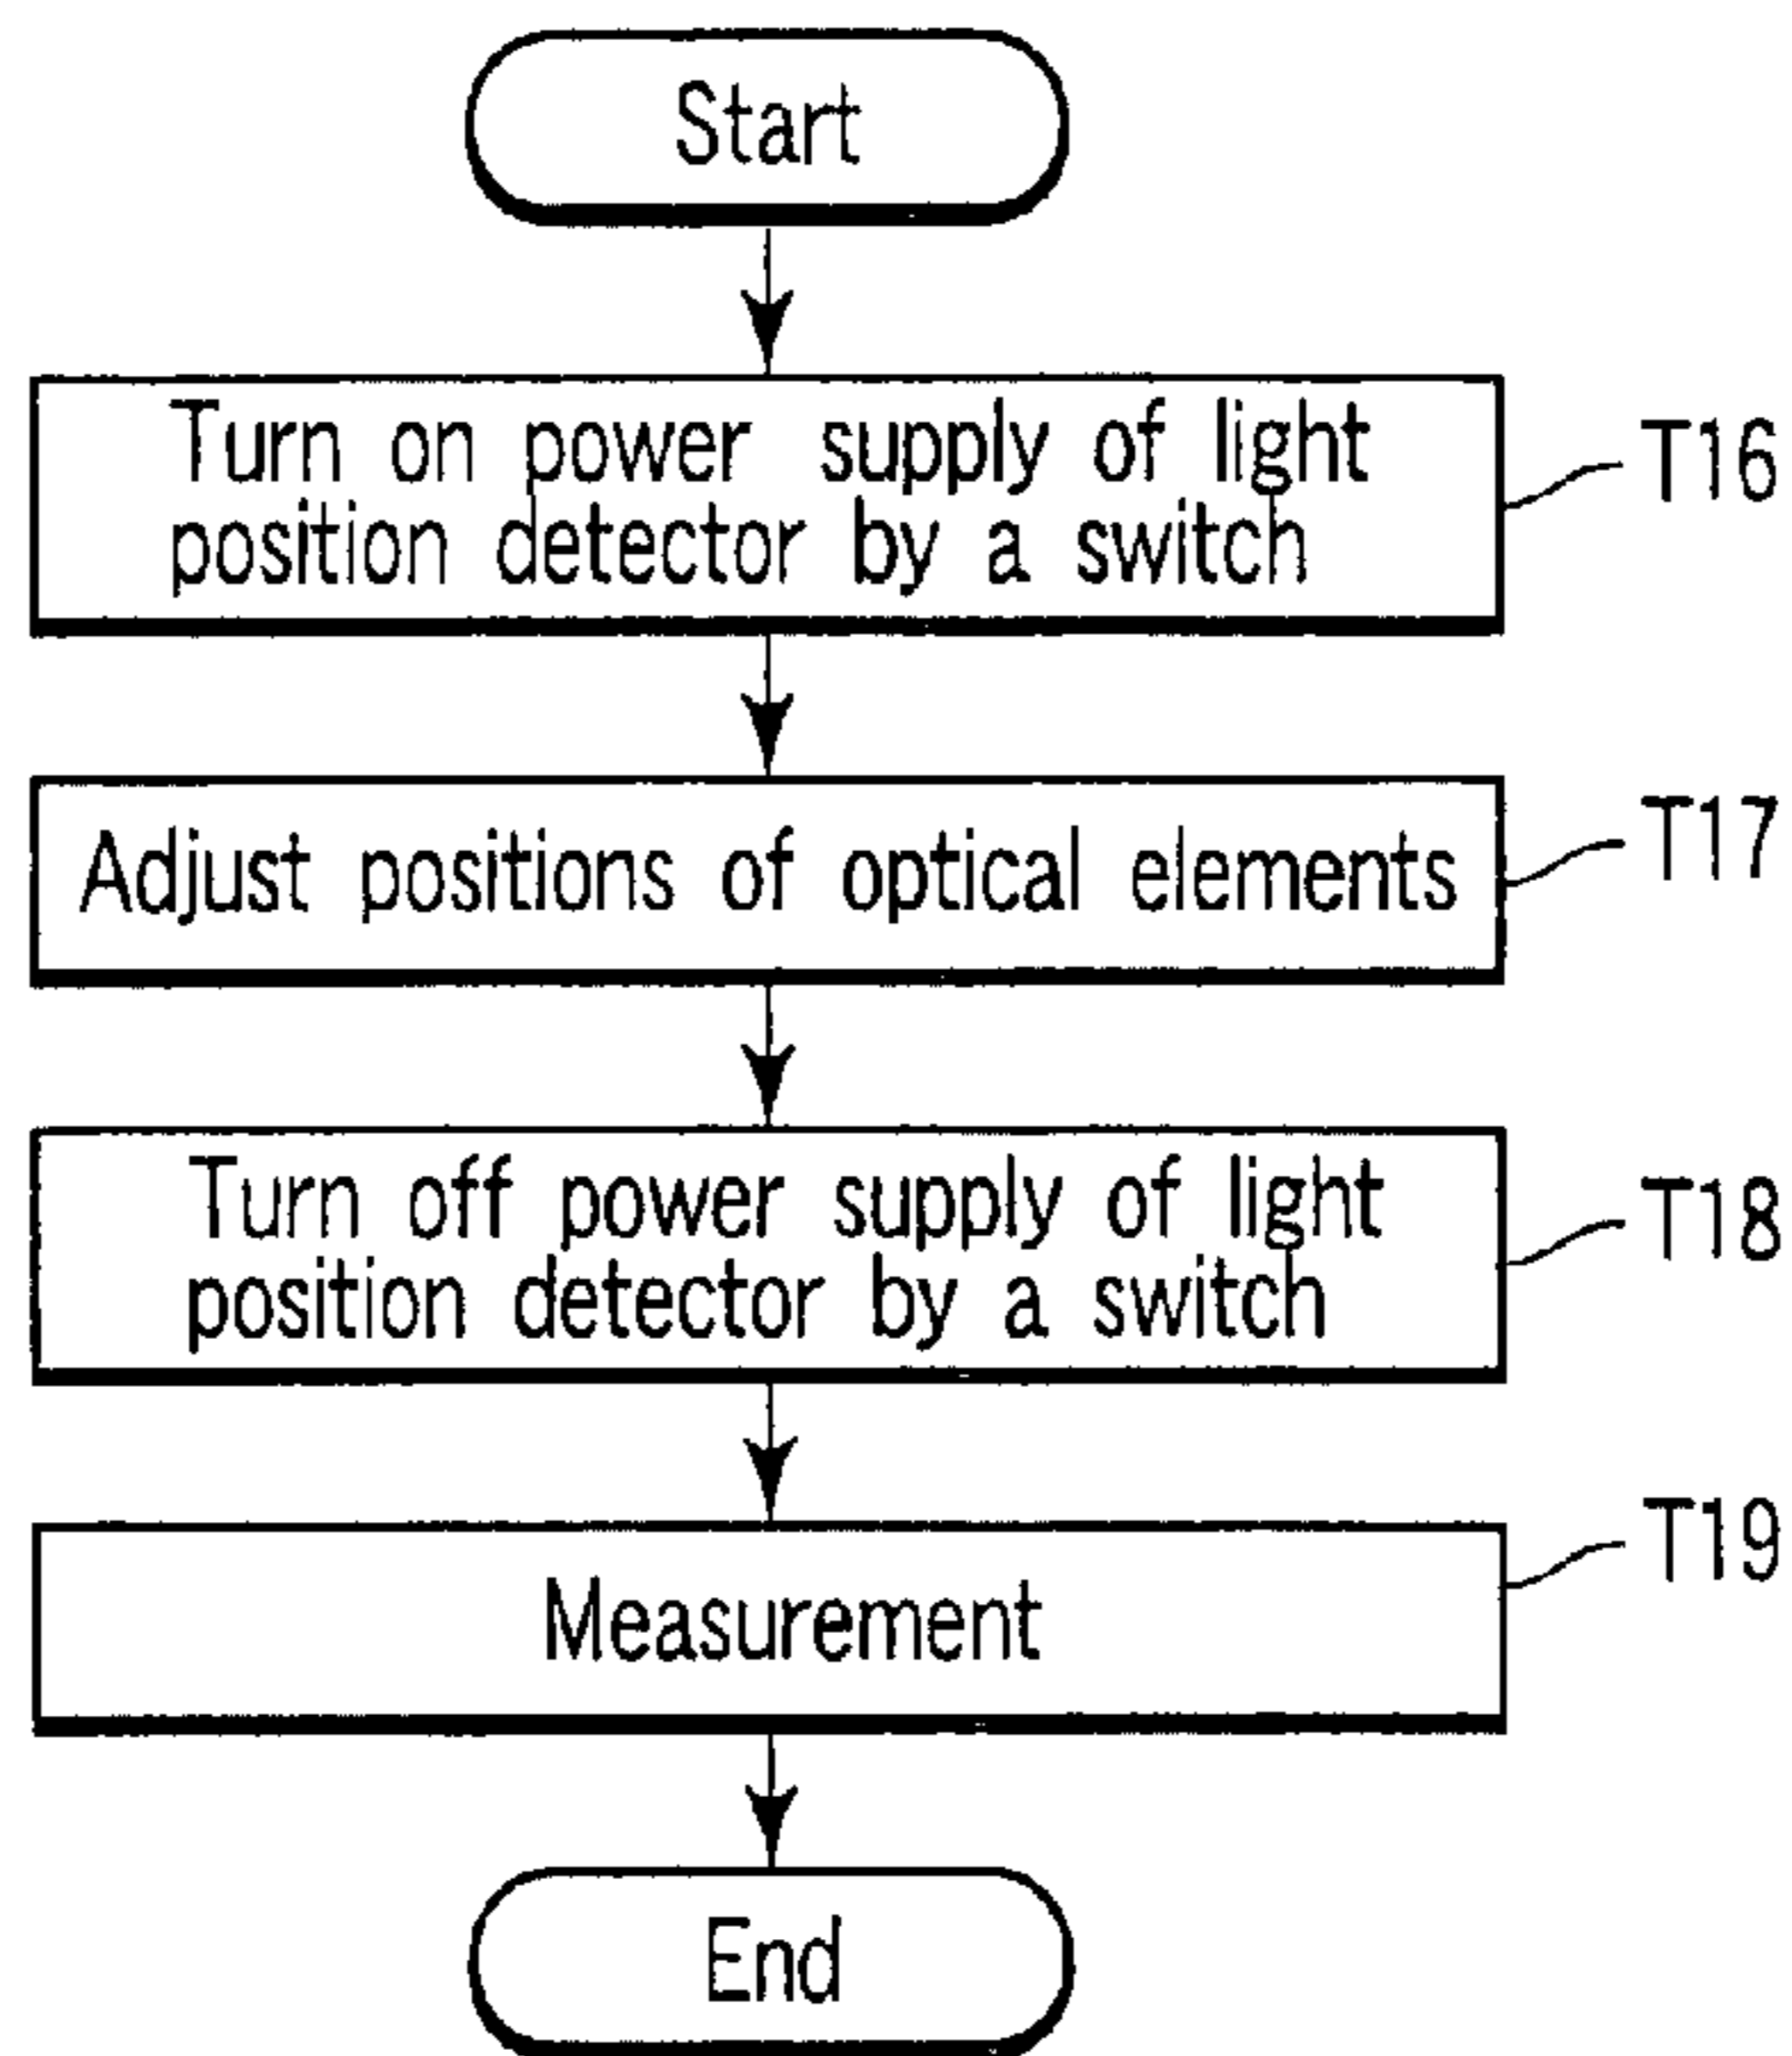 Start
Turn on power supply of light
position detector by a switch
T16
Adjust positions of optical elements
T17
Turn off power supply of light
position detector by a switch
T18
Measurement
T19
End